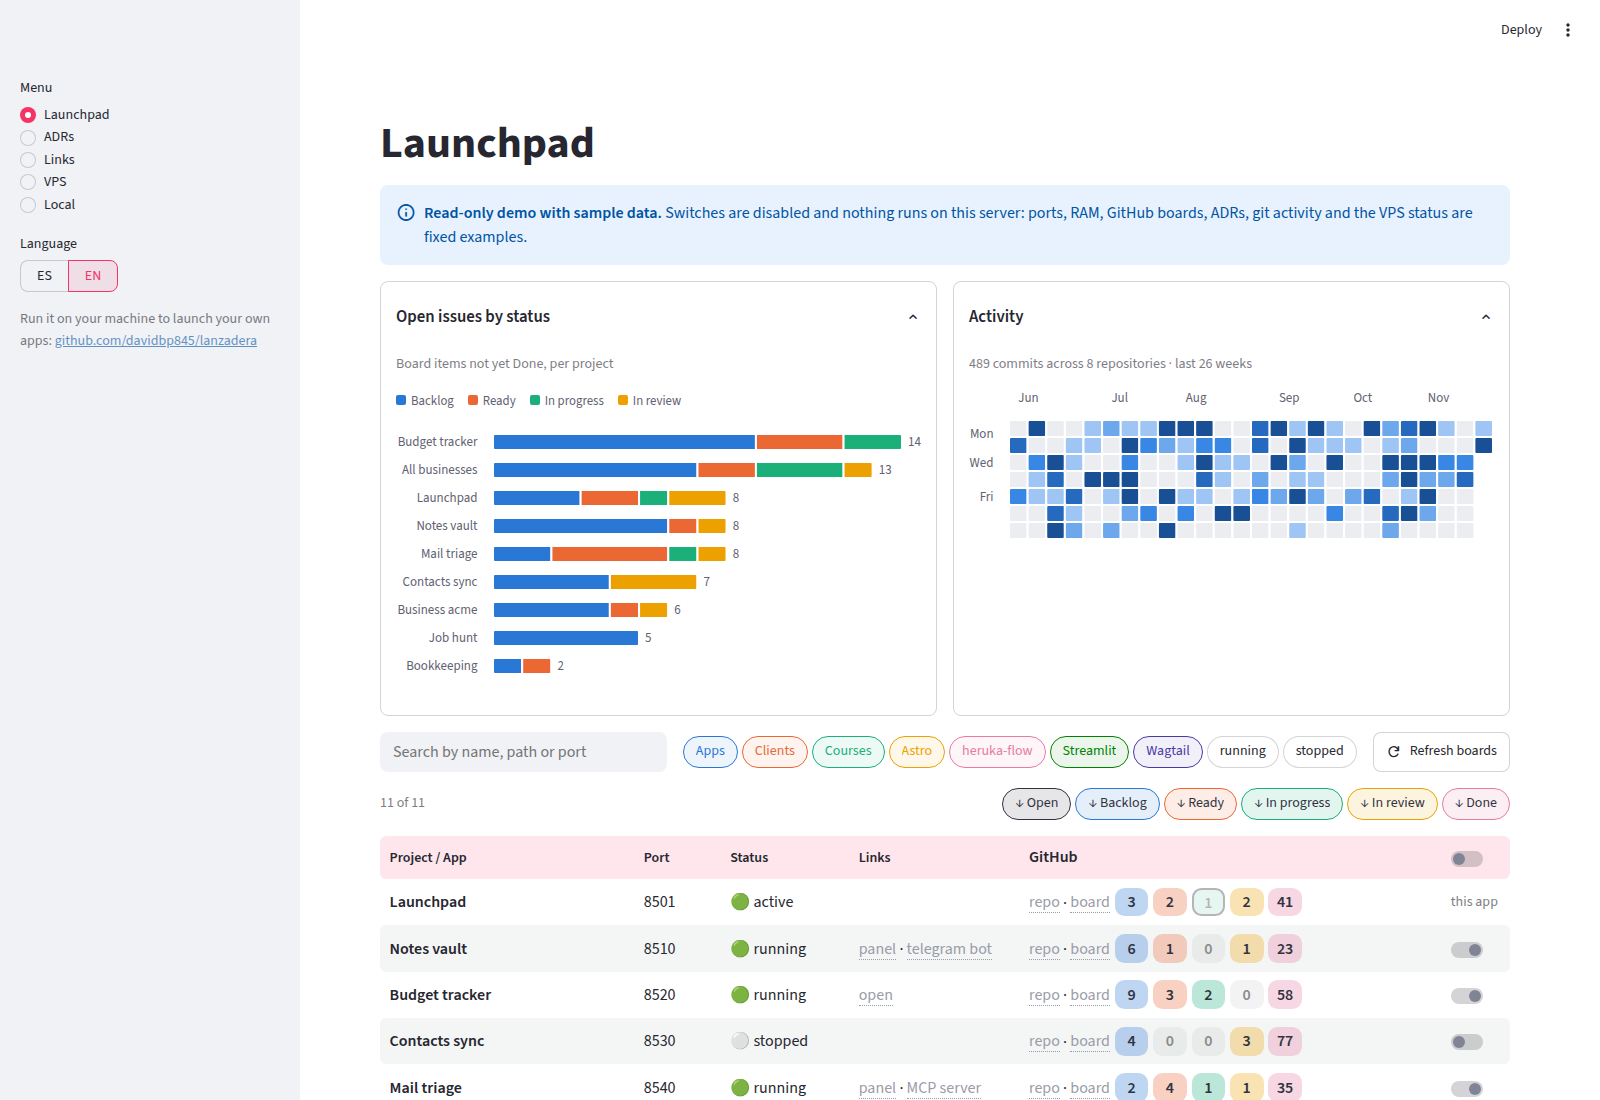 Deploy
Menu
Launchpad
ADRs
Links
VPS
Local
Language
ES EN
Run it on your machine to launch your own
apps: github.com/davidbp845/lanzadera
Launchpad
Read-only demo with sample data. Switches are disabled and nothing runs on this server: ports, RAM, GitHub boards, ADRs, git activity and the VPS status are
fixed examples.
Open issues by status
Board items not yet Done, per project
Backlog Ready In progress In review
Budget tracker 14
All businesses 13
Launchpad 8
Notes vault 8
Mail triage 8
Contacts sync 7
Business acme 6
Job hunt 5
Bookkeeping 2
Activity
489 commits across 8 repositories · last 26 weeks
Jun Jul Aug Sep Oct Nov
Mon
Wed
Fri
Search by name, path or port Apps Clients Courses Astro heruka-flow Streamlit Wagtail running stopped Refresh boards
11 of 11 ↓ Open ↓ Backlog ↓ Ready ↓ In progress ↓ In review ↓ Done
Project / App Port Status Links GitHub
Launchpad 8501 active repo · board 3 2 1 2 41 this app
Notes vault 8510 running panel · telegram bot repo · board 6 1 0 1 23
Budget tracker 8520 running open repo · board 9 3 2 0 58
Contacts sync 8530 stopped repo · board 4 0 0 3 77
Mail triage 8540 running panel · MCP server repo · board 2 4 1 1 35